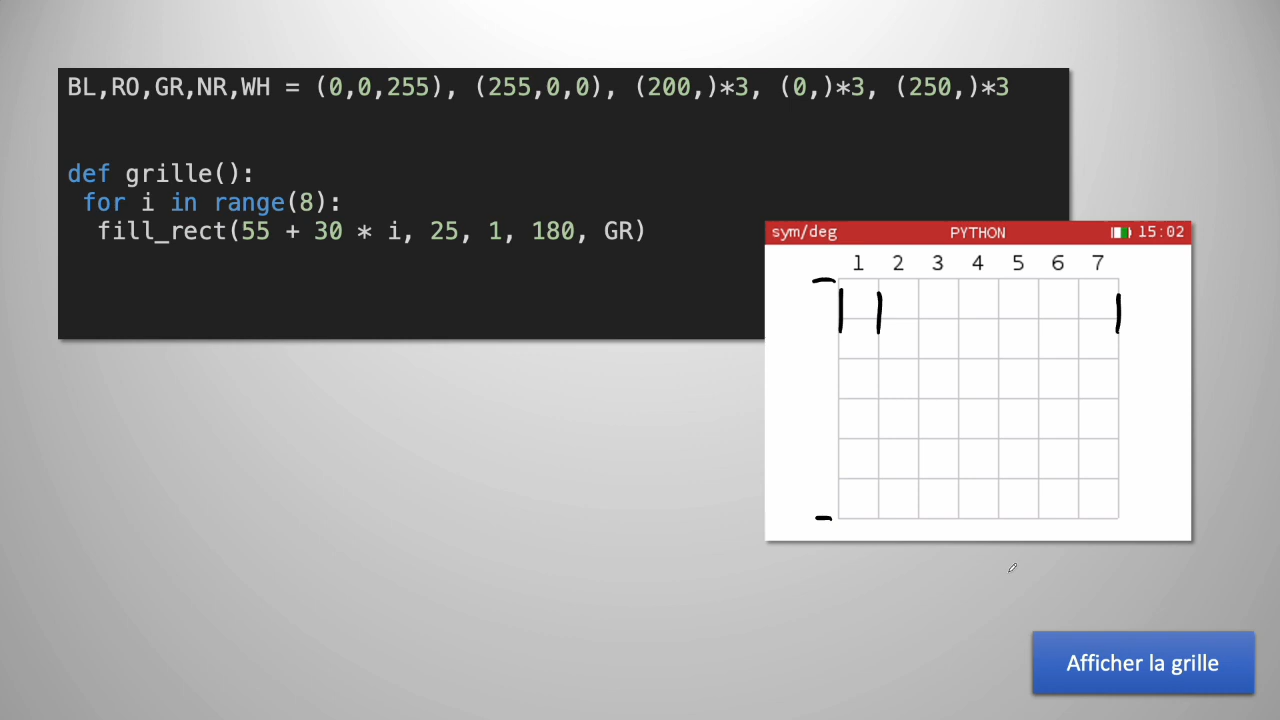 BL,RO,GR,NR,WH = (0,0,255), (255,0,0), (200,)*3, (0,)*3, (250,)*3
def grille():
for i in range(8):
fill_rect(55 + 30 * i, 25, 1, 180, GR)
sym/deg PYTHON 15:02
1 2 3 4 5 6 7
Afficher la grille